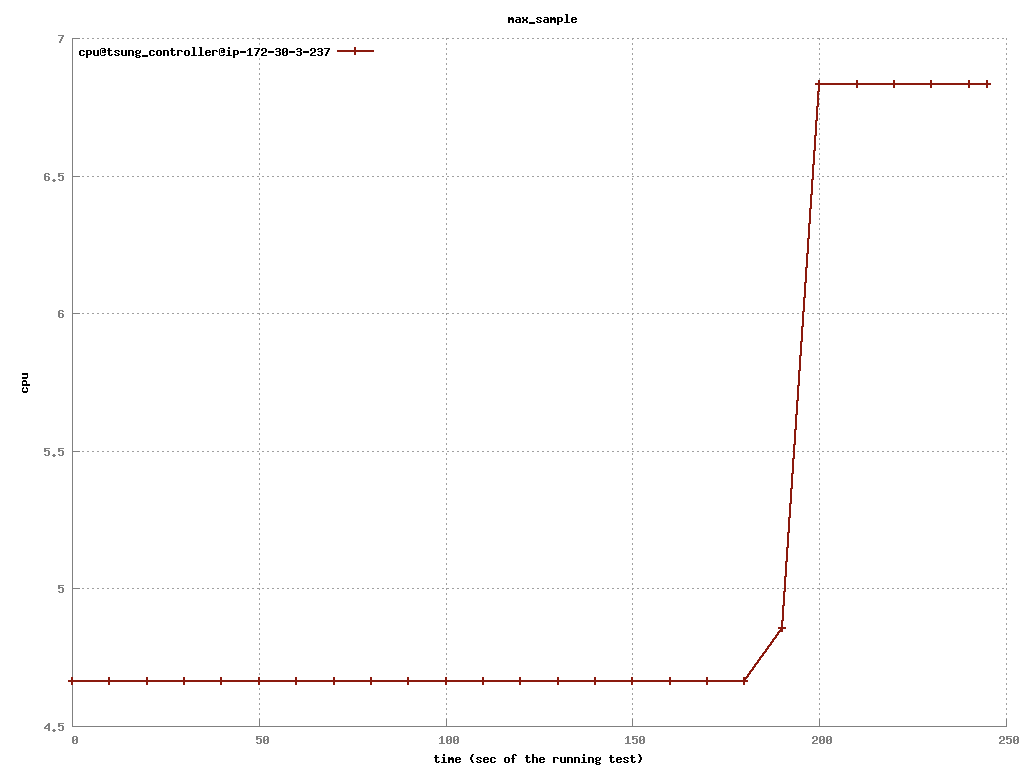 max_sample
7
cpu@tsung_controller@ip-172-30-3-237
6.5
6
cpu
5.5
5
4.5
0 50 100 150 200 250
time (sec of the running test)